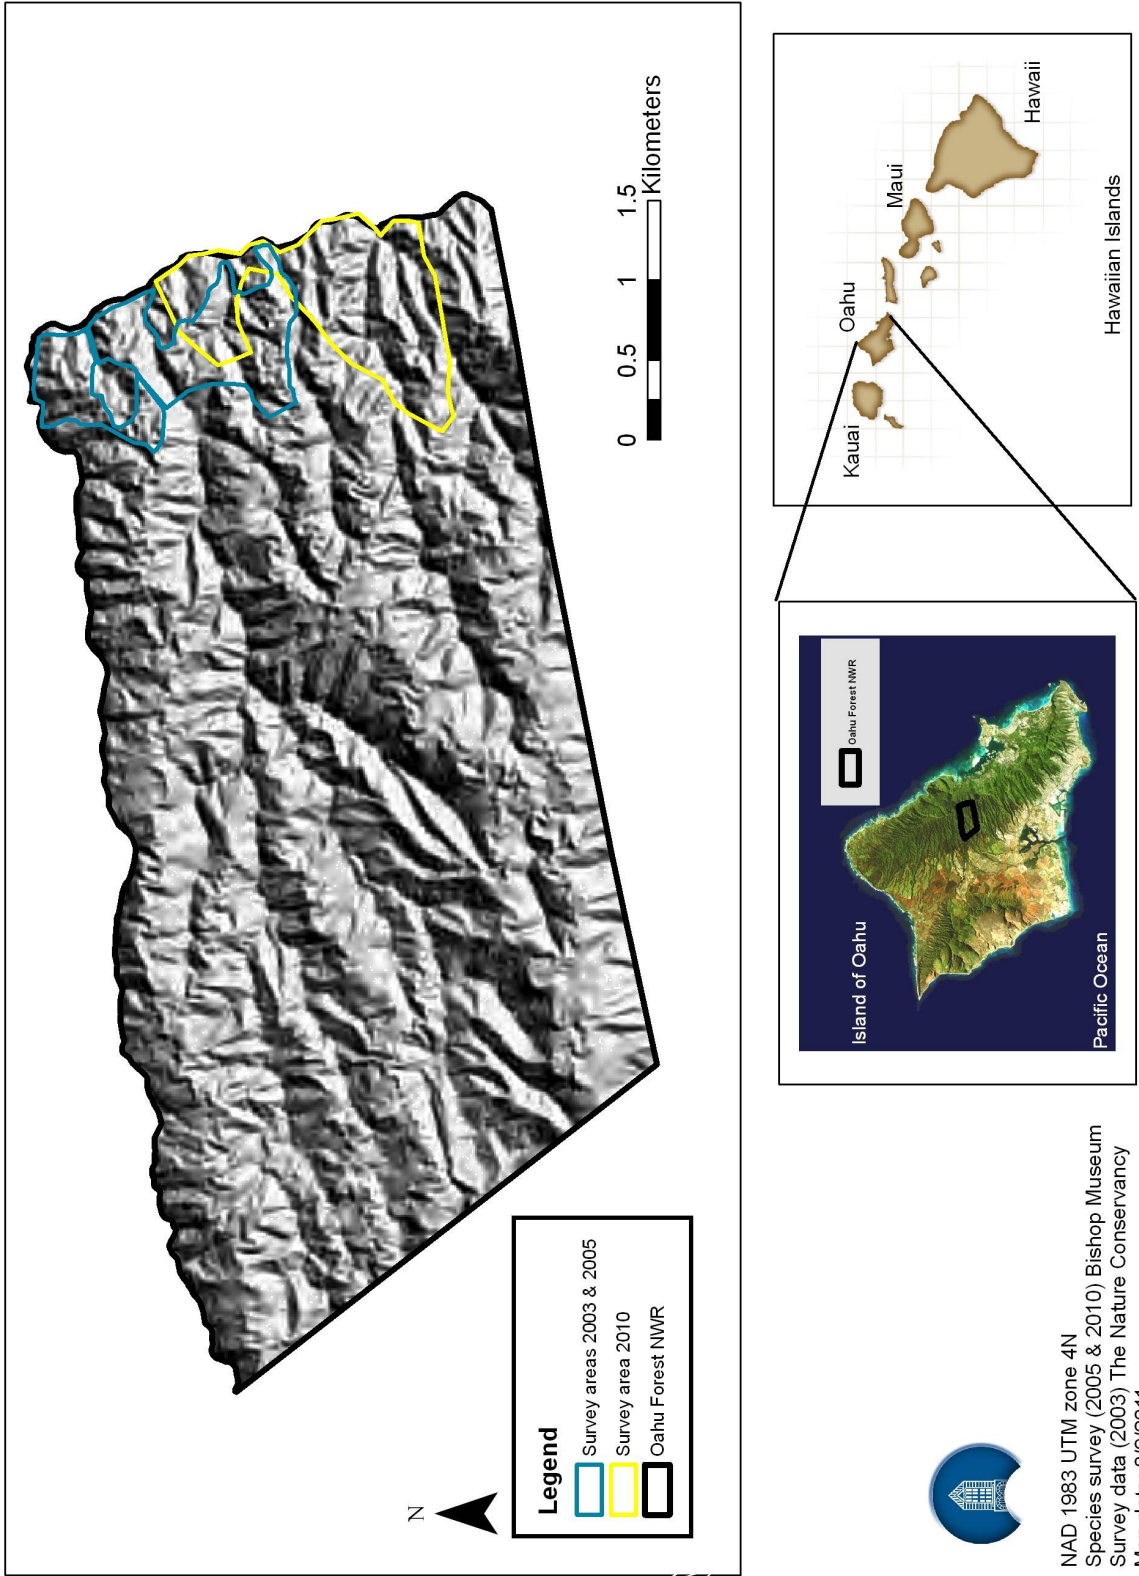 N
Legend
Survey areas 2003 & 2005
Survey area 2010
Oahu Forest NWR
0 0.5 1 1.5
Kilometers
NAD 1983 UTM zone 4N
Species survey (2005 & 2010) Bishop Museum
Survey data (2003) The Nature Conservancy
Island of Oahu
Oahu Forest NWR
Pacific Ocean
Kauai
Oahu
Maui
Hawaii
Hawaiian Islands